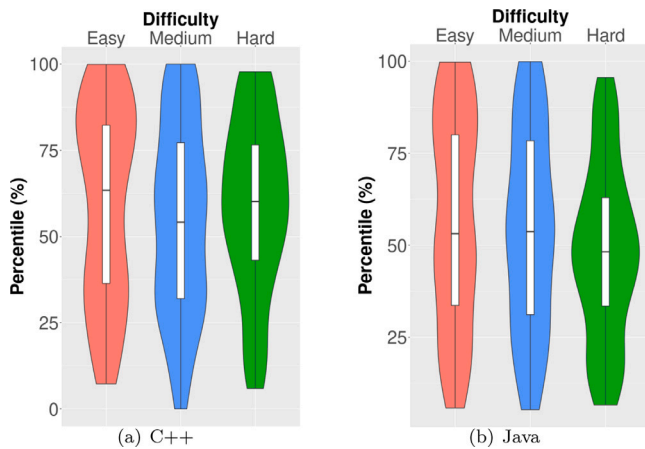 Difficulty
Easy Medium Hard
100
75
50
25
0
Percentile (%)
(a) C++
Difficulty
Easy Medium Hard
100
75
50
25
Percentile (%)
(b) Java